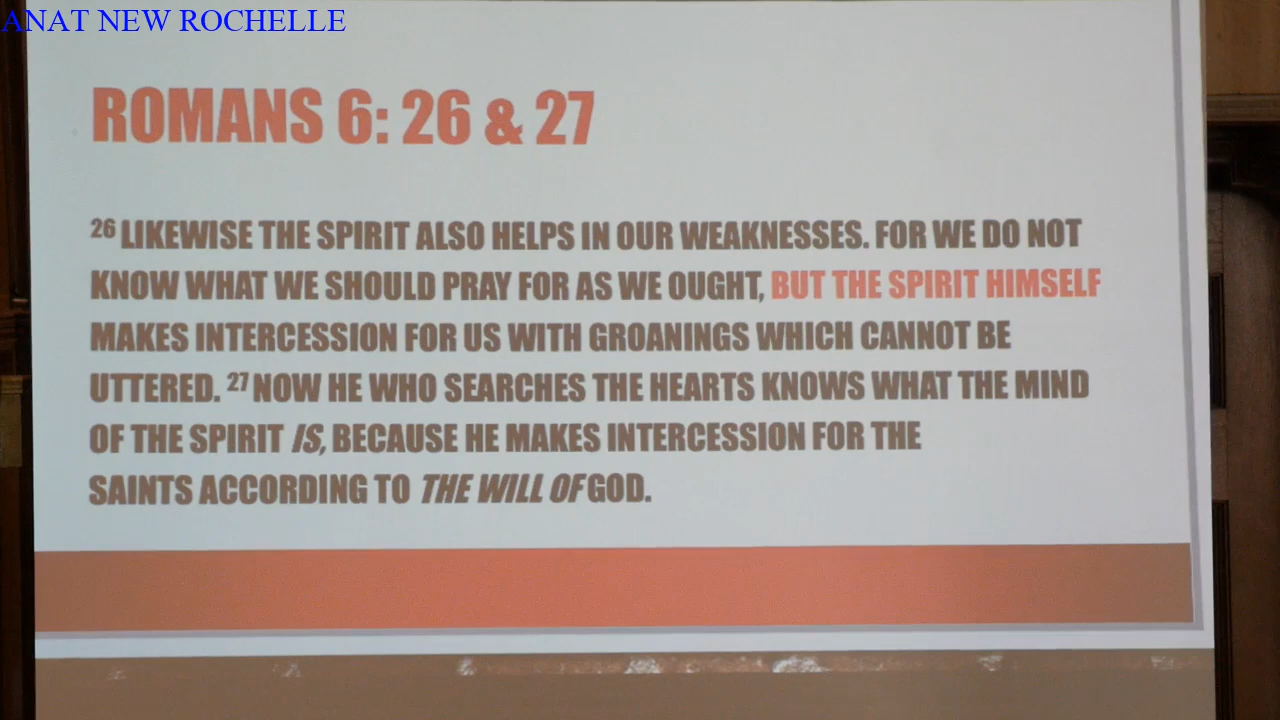 ANAT NEW ROCHELLE
ROMANS 6: 26 & 27
26 LIKEWISE THE SPIRIT ALSO HELPS IN OUR WEAKNESSES. FOR WE DO NOT
KNOW WHAT WE SHOULD PRAY FOR AS WE OUGHT, BUT THE SPIRIT HIMSELF
MAKES INTERCESSION FOR US WITH GROANINGS WHICH CANNOT BE
UTTERED. 27 NOW HE WHO SEARCHES THE HEARTS KNOWS WHAT THE MIND
OF THE SPIRIT IS, BECAUSE HE MAKES INTERCESSION FOR THE
SAINTS ACCORDING TO THE WILL OF GOD.